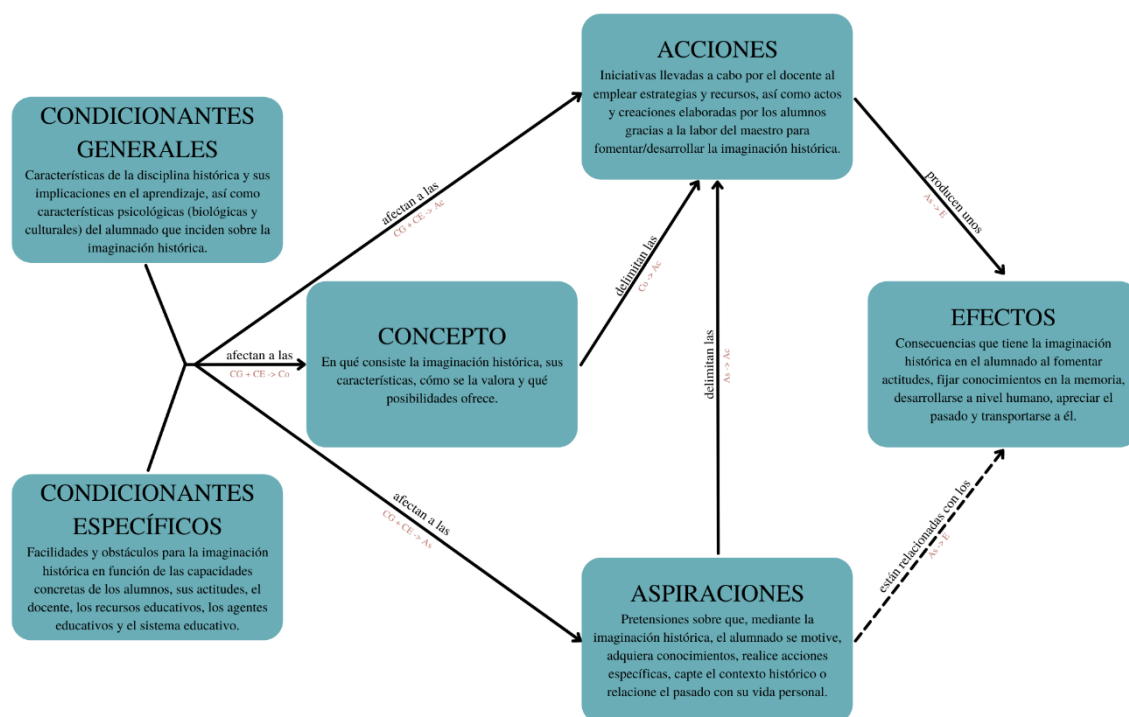 CONDICIONANTES
GENERALES
Características de la disciplina histórica y sus
implicaciones en el aprendizaje, así como
características psicológicas (biológicas y
culturales) del alumnado que inciden sobre la
imaginación histórica.
CONDICIONANTES
ESPECÍFICOS
Facilidades y obstáculos para la imaginación
histórica en función de las capacidades
concretas de los alumnos, sus actitudes, el
docente, los recursos educativos, los agentes
educativos y el sistema educativo.
afectan a las
CG + CE -> Ac
afectan a las
CG + CE -> Co
afectan a las
CG + CE -> As
CONCEPTO
En qué consiste la imaginación histórica, sus
características, cómo se la valora y qué
posibilidades ofrece.
delimitan las
Co -> Ac
ACCIONES
Iniciativas llevadas a cabo por el docente al
emplear estrategias y recursos, así como actos
y creaciones elaboradas por los alumnos
gracias a la labor del maestro para
fomentar/desarrollar la imaginación histórica.
delimitan las
As -> Ac
ASPIRACIONES
Pretensiones sobre que, mediante la
imaginación histórica, el alumnado se motive,
adquiera conocimientos, realice acciones
específicas, capte el contexto histórico o
relacione el pasado con su vida personal.
producen unos
As -> E
EFECTOS
Consecuencias que tiene la imaginación
histórica en el alumnado al fomentar
actitudes, fijar conocimientos en la memoria,
desarrollarse a nivel humano, apreciar el
pasado y transportarse a él.
están relacionadas con los
As -> E